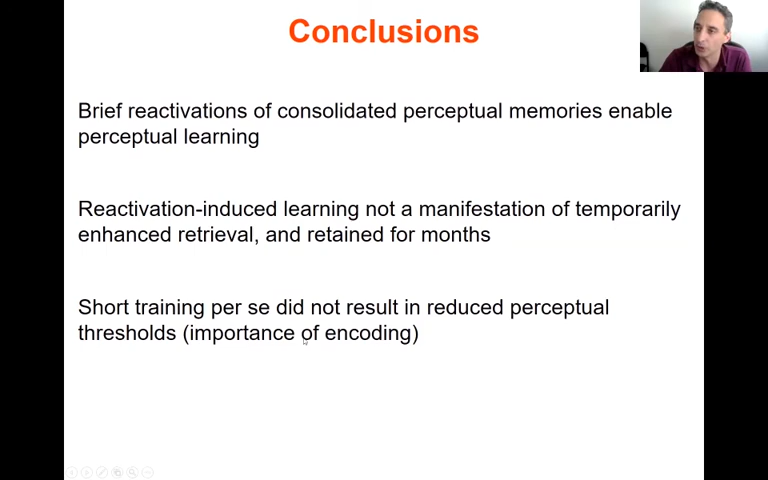 Conclusions
Brief reactivations of consolidated perceptual memories enable
perceptual learning
Reactivation-induced learning not a manifestation of temporarily
enhanced retrieval, and retained for months
Short training per se did not result in reduced perceptual
thresholds (importance of encoding)